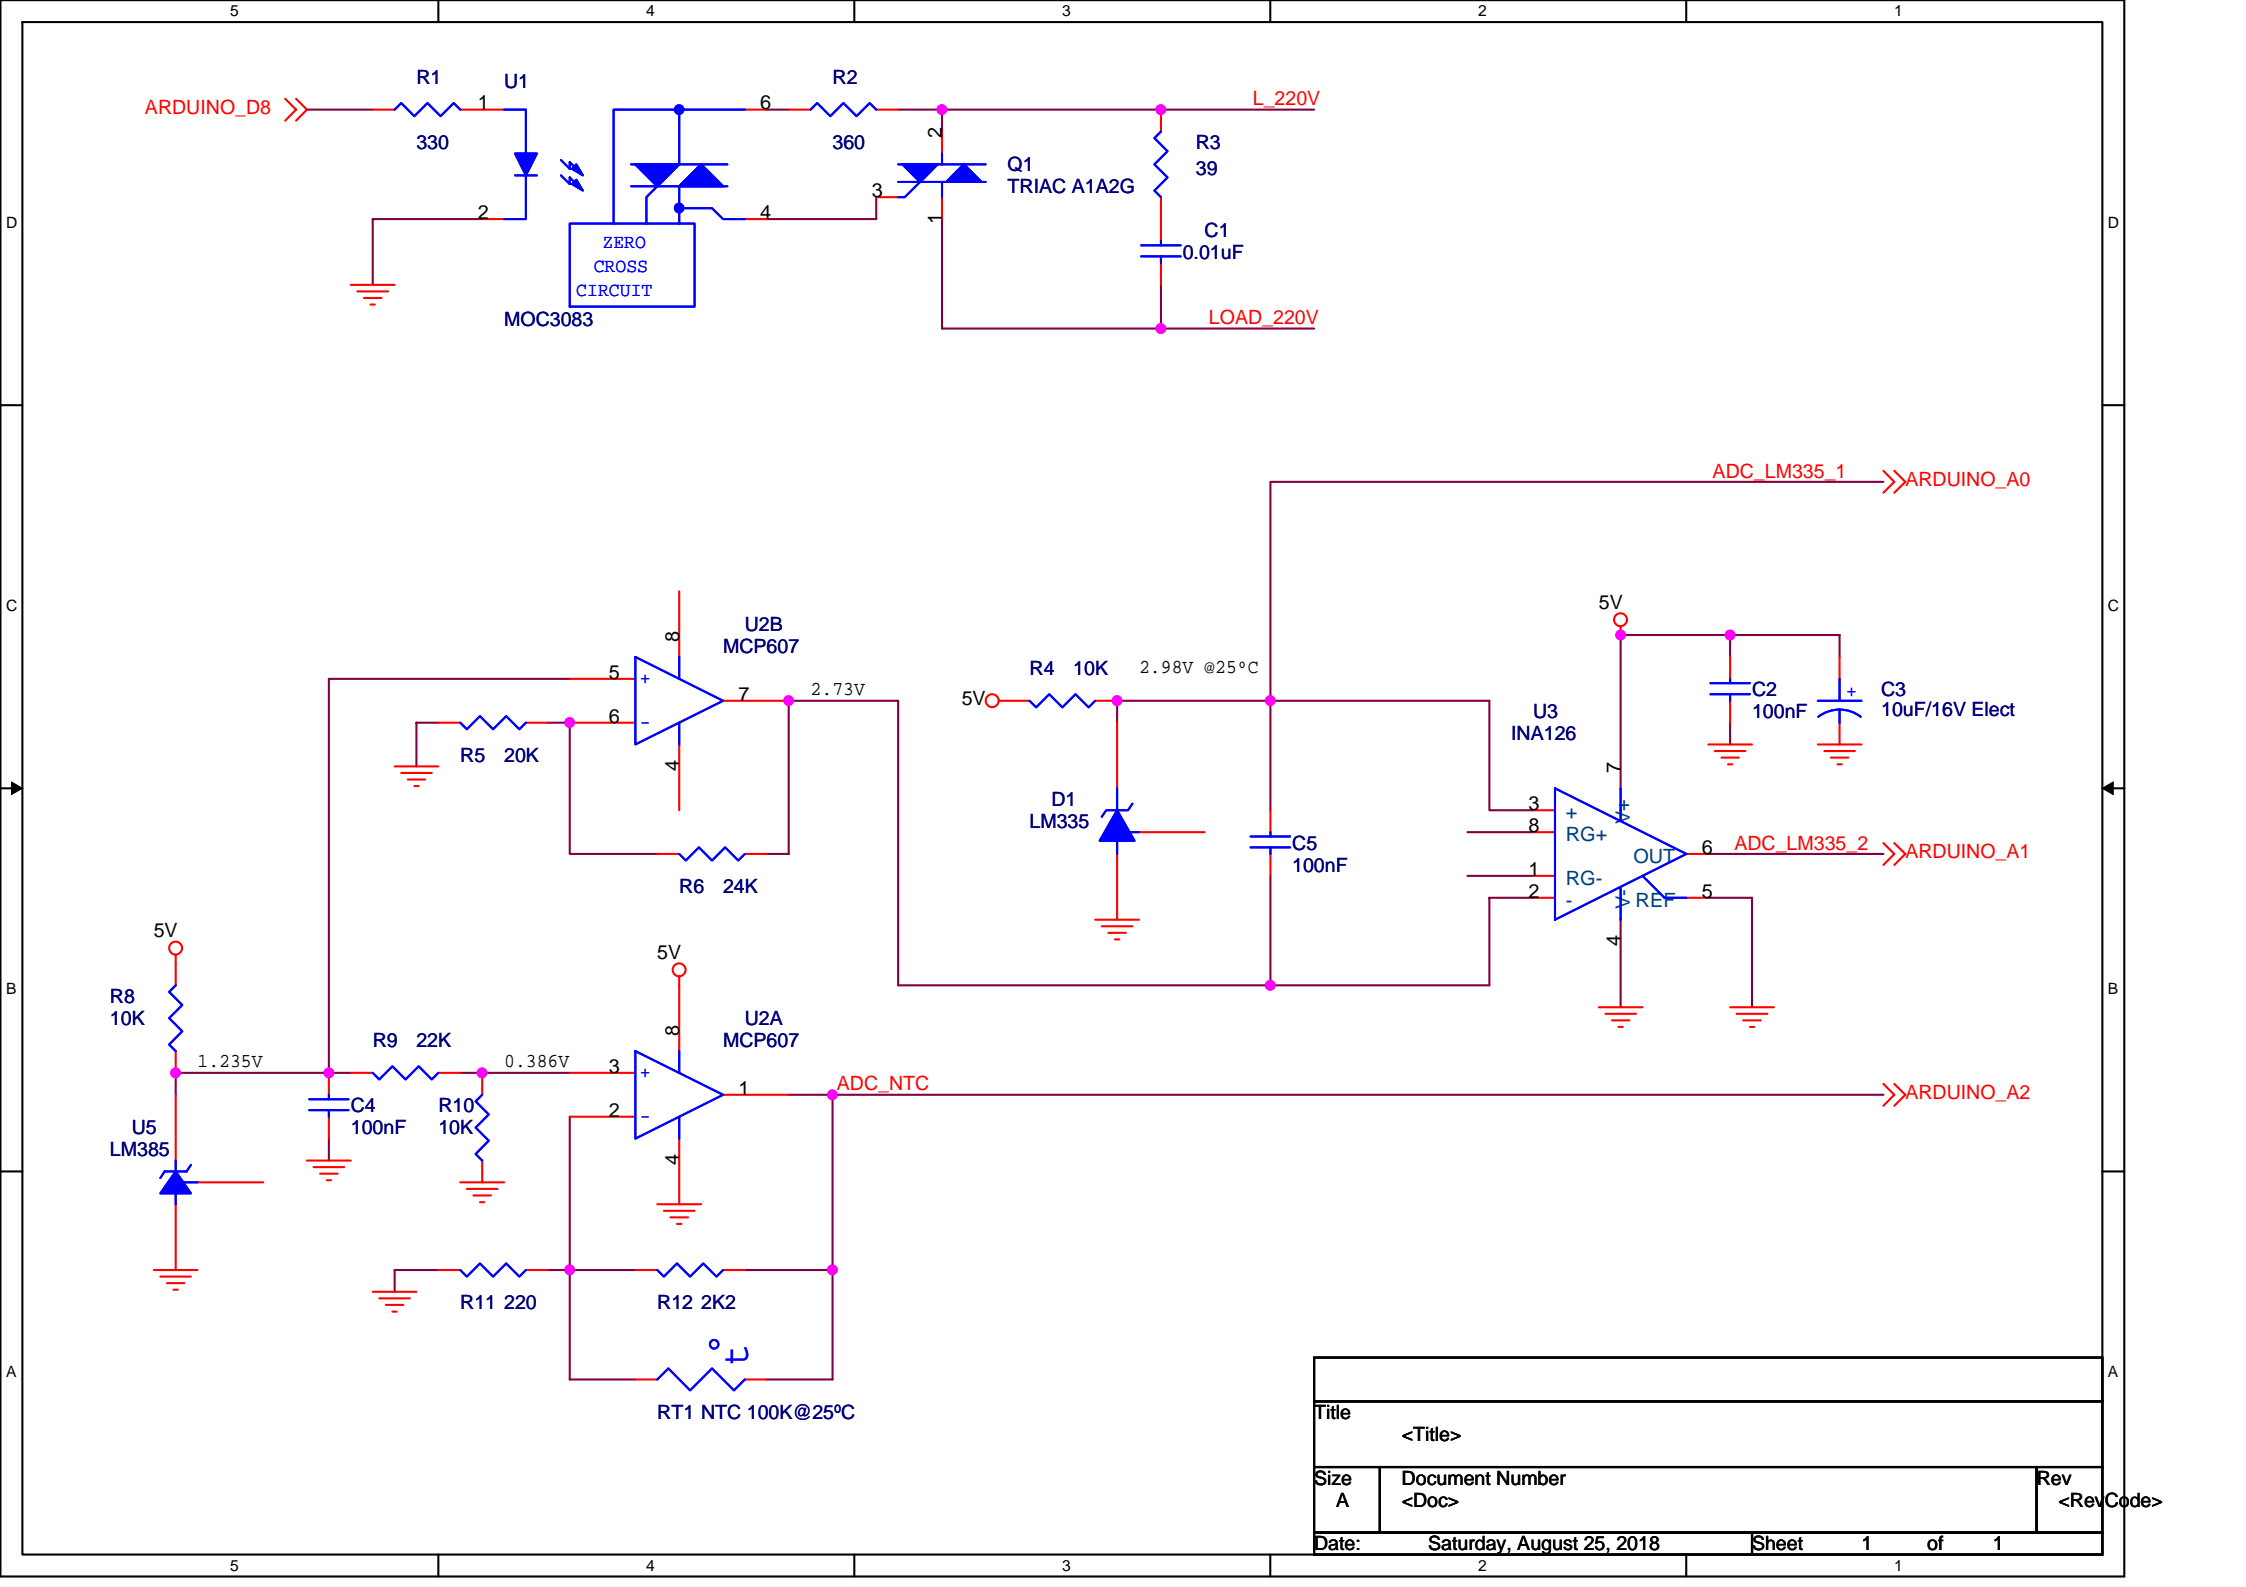 5 4 3 2 1
R1
U1
R2
ARDUINO_D8
1
6
L_220V
330
360
2
R3
39
Q1
TRIAC A1A2G
3
2
4
1
D
D
C1
0.01uF
ZERO
CROSS
CIRCUIT
MOC3083
LOAD_220V
ADC_LM335_1
ARDUINO_A0
C
C
5V
U2B
MCP607
8
5
+
7
2.73V
6
-
4
R5 20K
R6 24K
R4 10K
2.98V @25ºC
5V
D1
LM335
C5
100nF
U3
INA126
C2
100nF
+
C3
10uF/16V Elect
7
3
+
V+
8
RG+
OUT
6
ADC_LM335_2
ARDUINO_A1
1
RG-
2
-
V-
REF
5
4
5V
R8
10K
B
B
5V
U2A
MCP607
8
1.235V
R9 22K
0.386V
3
+
1
ADC_NTC
ARDUINO_A2
2
-
4
C4
100nF
R10
10K
U5
LM385
R11 220
R12 2K2
t
RT1 NTC 100K@25ºC
A
A
Title
<Title>
Size
A
Document Number
<Doc>
Rev
<RevCode>
Date:
Saturday, August 25, 2018
Sheet 1 of 1
5 4 3 2 1